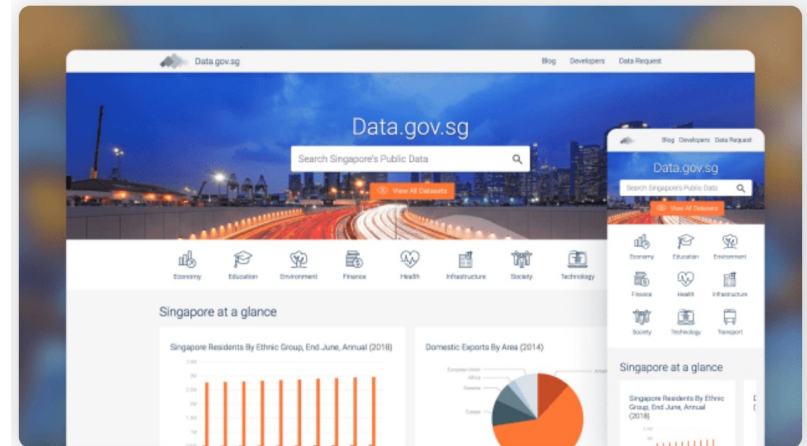 Data.gov.sg
Blog Developers Data Request
Data.gov.sg
Search Singapore's Public Data
View All Datasets
Economy Education Environment Finance Health Infrastructure Society Technology
Singapore at a glance
Singapore Residents By Ethnic Group, End June, Annual (2018)
Domestic Exports By Area (2014)
European Union
Africa
Oceania
Europe
Blog Developers Data Request
Data.gov.sg
Search Singapore's Public Data
View All Datasets
Economy Education Environment
Finance Health Infrastructure
Society Technology Transport
Singapore at a glance
Singapore Residents By Ethnic
Group, End June, Annual
(2018)